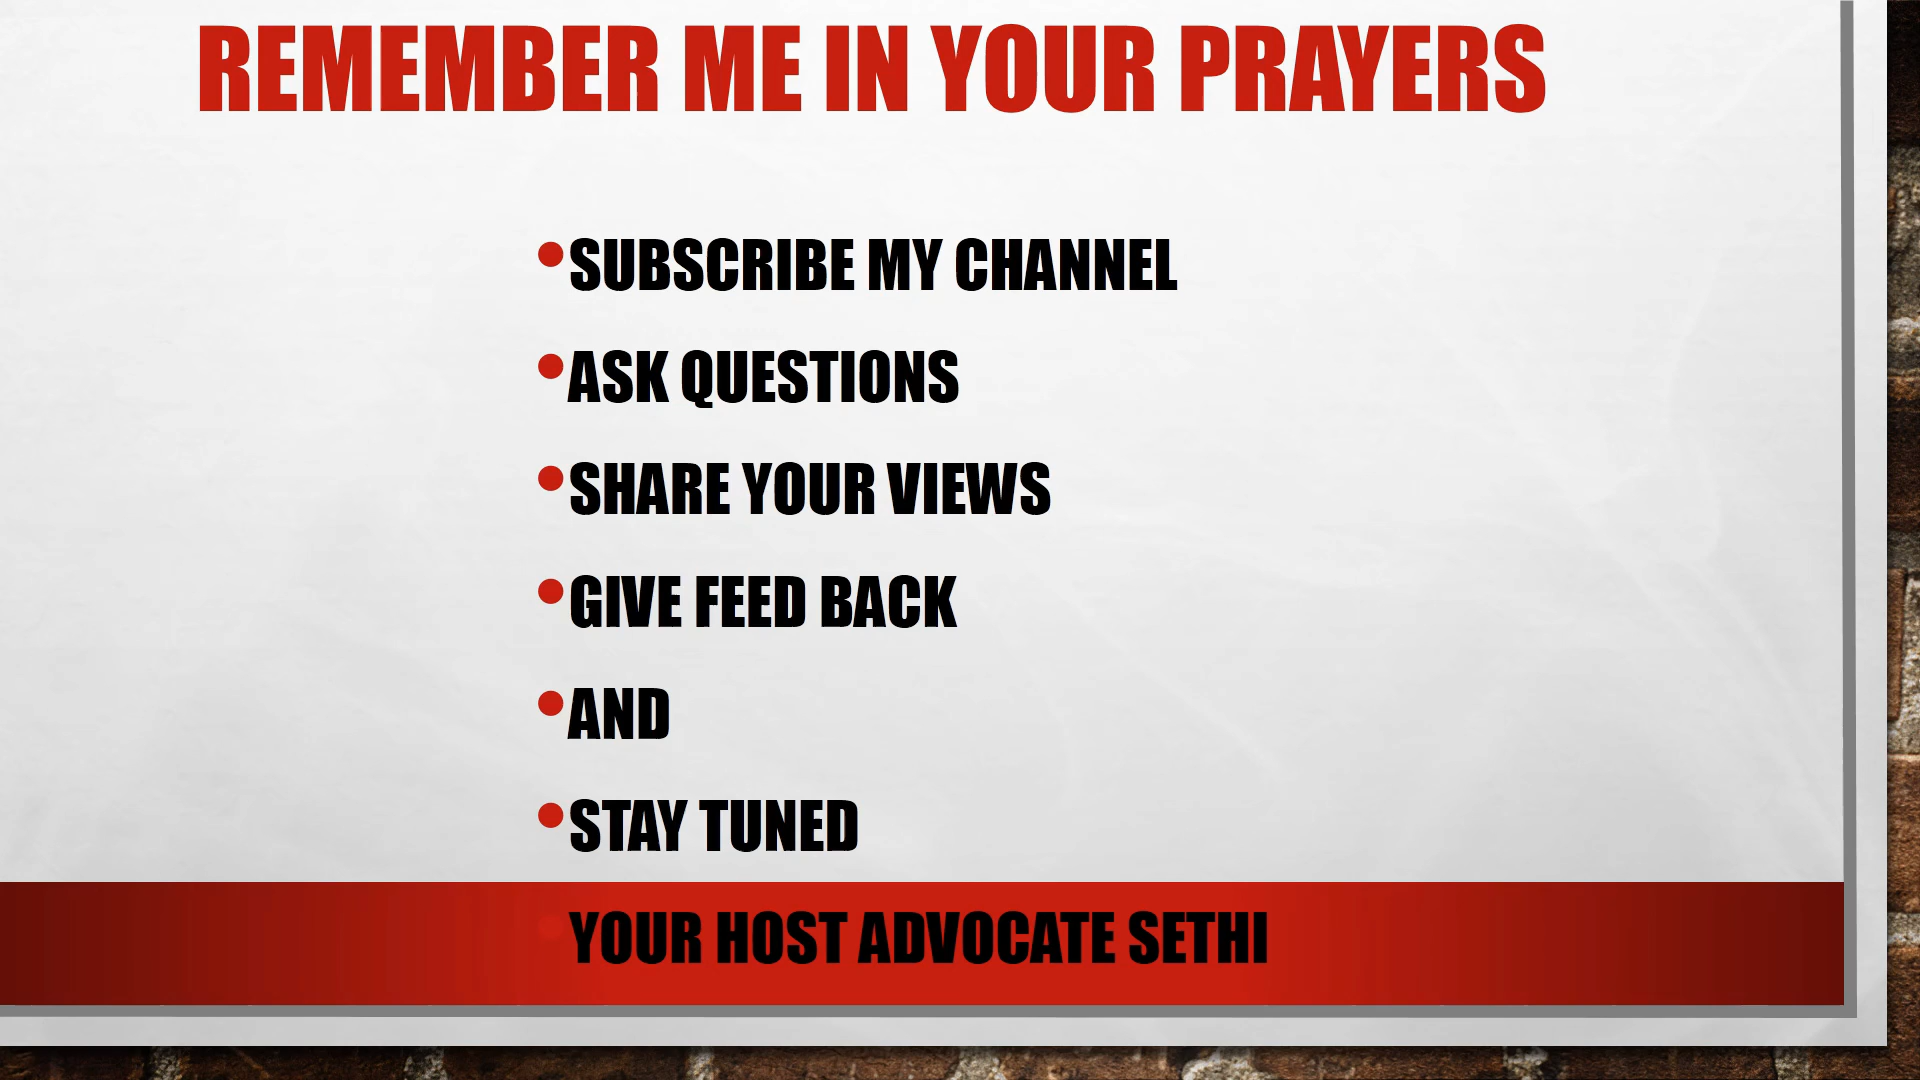 REMEMBER ME IN YOUR PRAYERS
•SUBSCRIBE MY CHANNEL
•ASK QUESTIONS
•SHARE YOUR VIEWS
•GIVE FEED BACK
•AND
•STAY TUNED
•YOUR HOST ADVOCATE SETHI